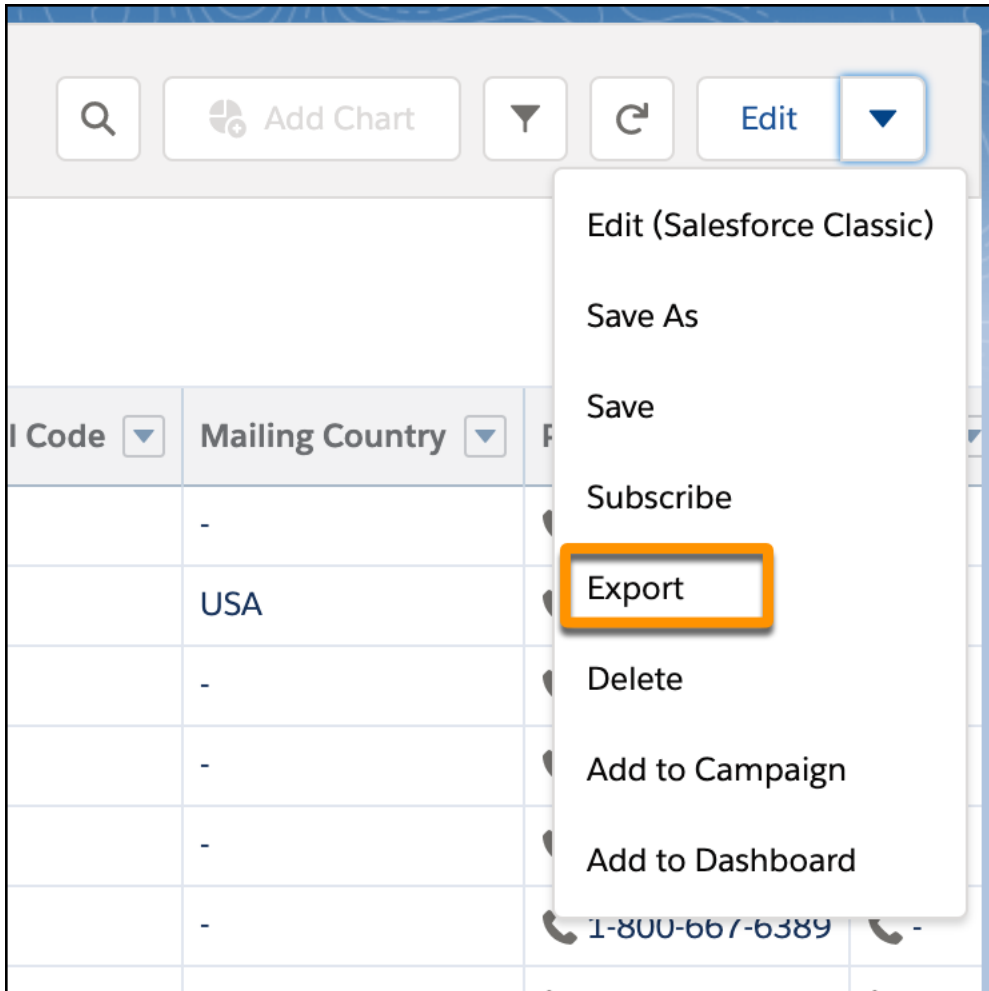 Add Chart
Edit
Edit (Salesforce Classic)
Save As
Save
Subscribe
Export
Delete
Add to Campaign
Add to Dashboard
l Code
Mailing Country
-
USA
-
-
-
-
1-800-667-6389
-